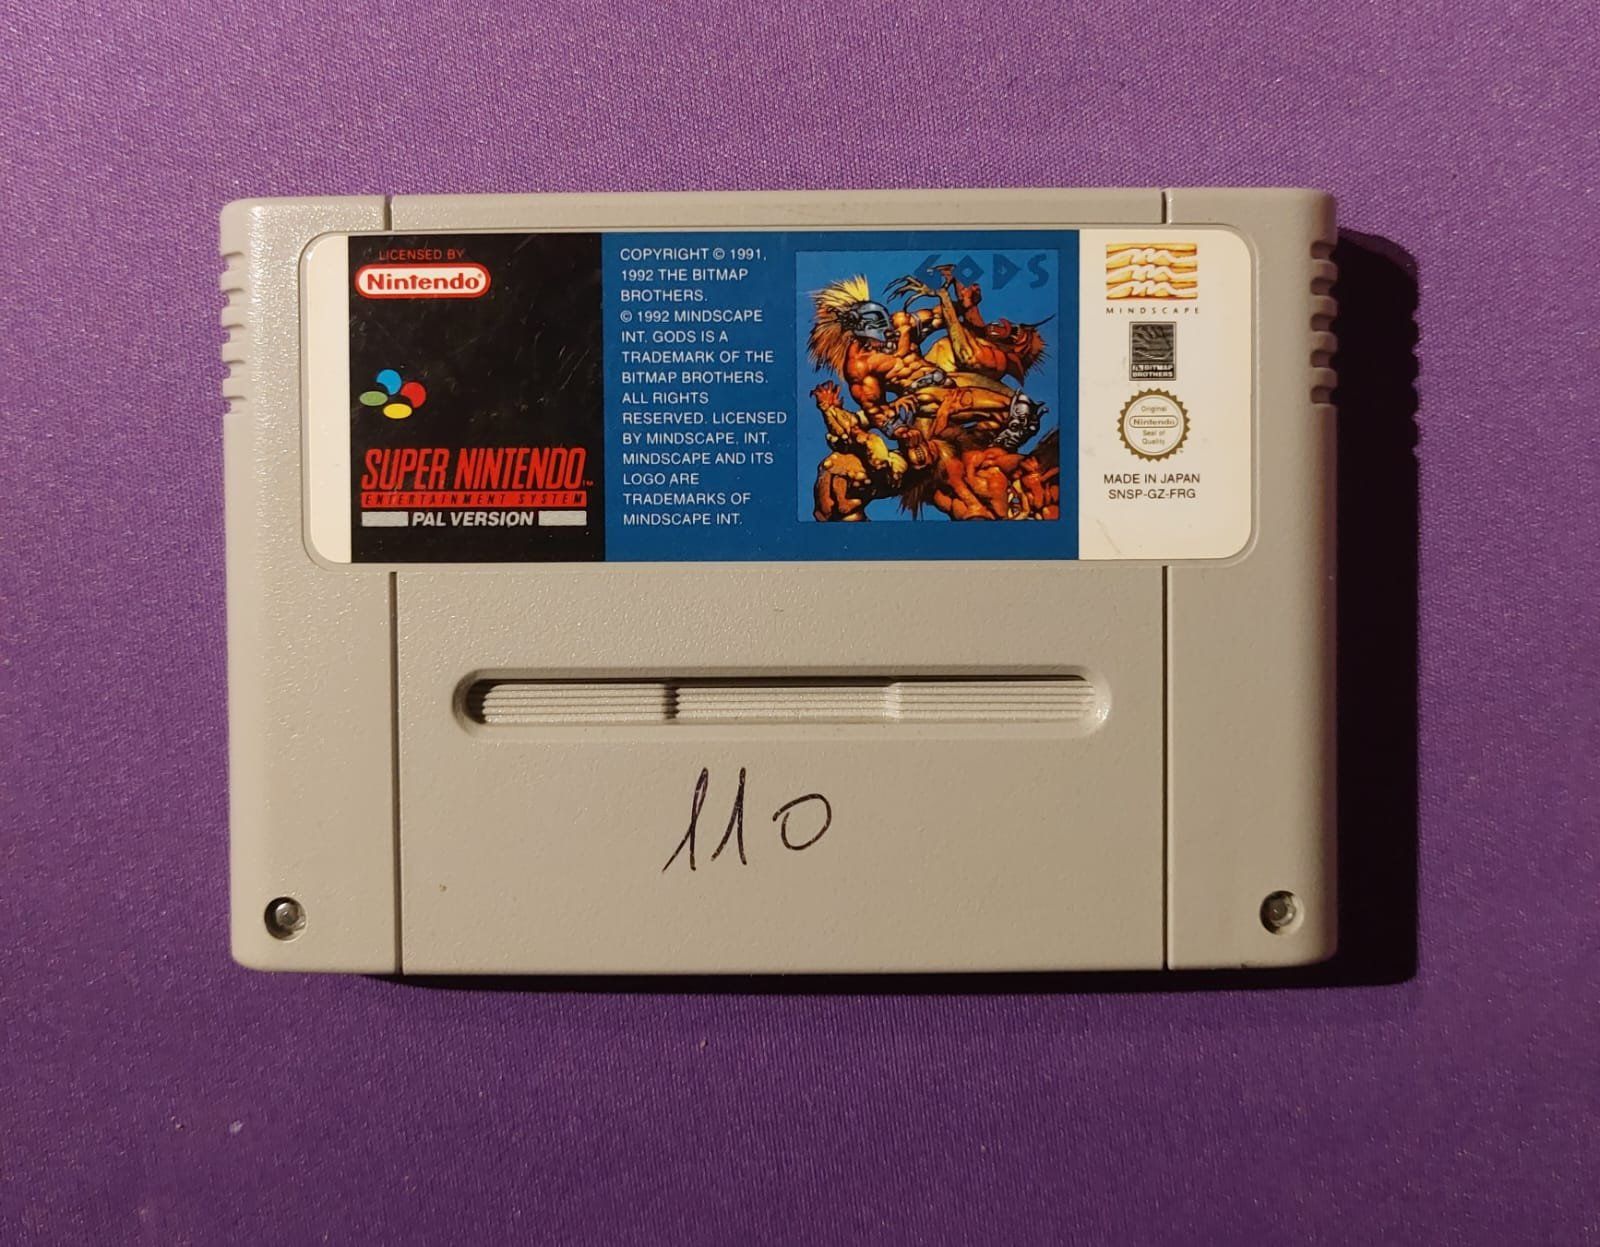 LICENSED BY
Nintendo®
SUPER NINTENDO™
ENTERTAINMENT SYSTEM
PAL VERSION
COPYRIGHT © 1991,
1992 THE BITMAP
BROTHERS.
© 1992 MINDSCAPE
INT. GODS IS A
TRADEMARK OF THE
BITMAP BROTHERS.
ALL RIGHTS
RESERVED. LICENSED
BY MINDSCAPE, INT.
MINDSCAPE AND ITS
LOGO ARE
TRADEMARKS OF
MINDSCAPE INT.
GODS
MINDSCAPE
BITMAP
BROTHERS
Original
Nintendo
Seal of
Quality
MADE IN JAPAN
SNSP-GZ-FRG
110